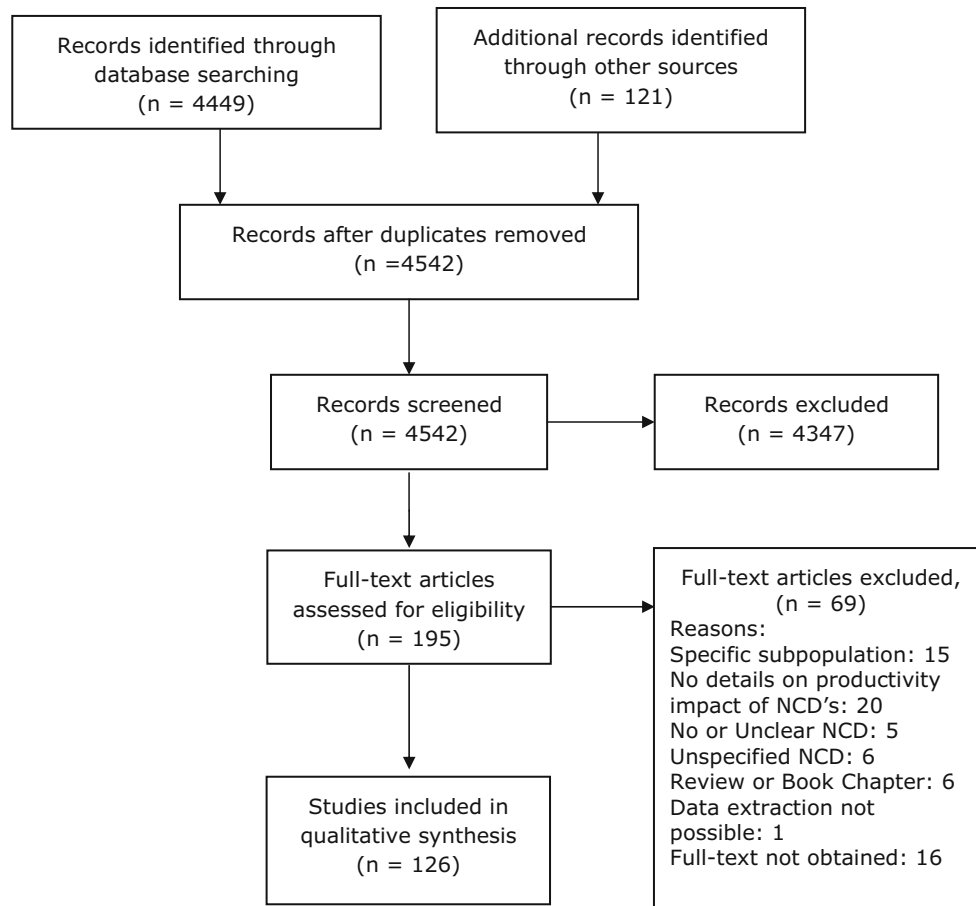 Records identified through
database searching
(n = 4449)
Additional records identified
through other sources
(n = 121)
Records after duplicates removed
(n =4542)
Records screened
(n = 4542)
Records excluded
(n = 4347)
Full-text articles
assessed for eligibility
(n = 195)
Full-text articles excluded,
(n = 69)
Reasons:
Specific subpopulation: 15
No details on productivity
impact of NCD’s: 20
No or Unclear NCD: 5
Unspecified NCD: 6
Review or Book Chapter: 6
Data extraction not
possible: 1
Full-text not obtained: 16
Studies included in
qualitative synthesis
(n = 126)